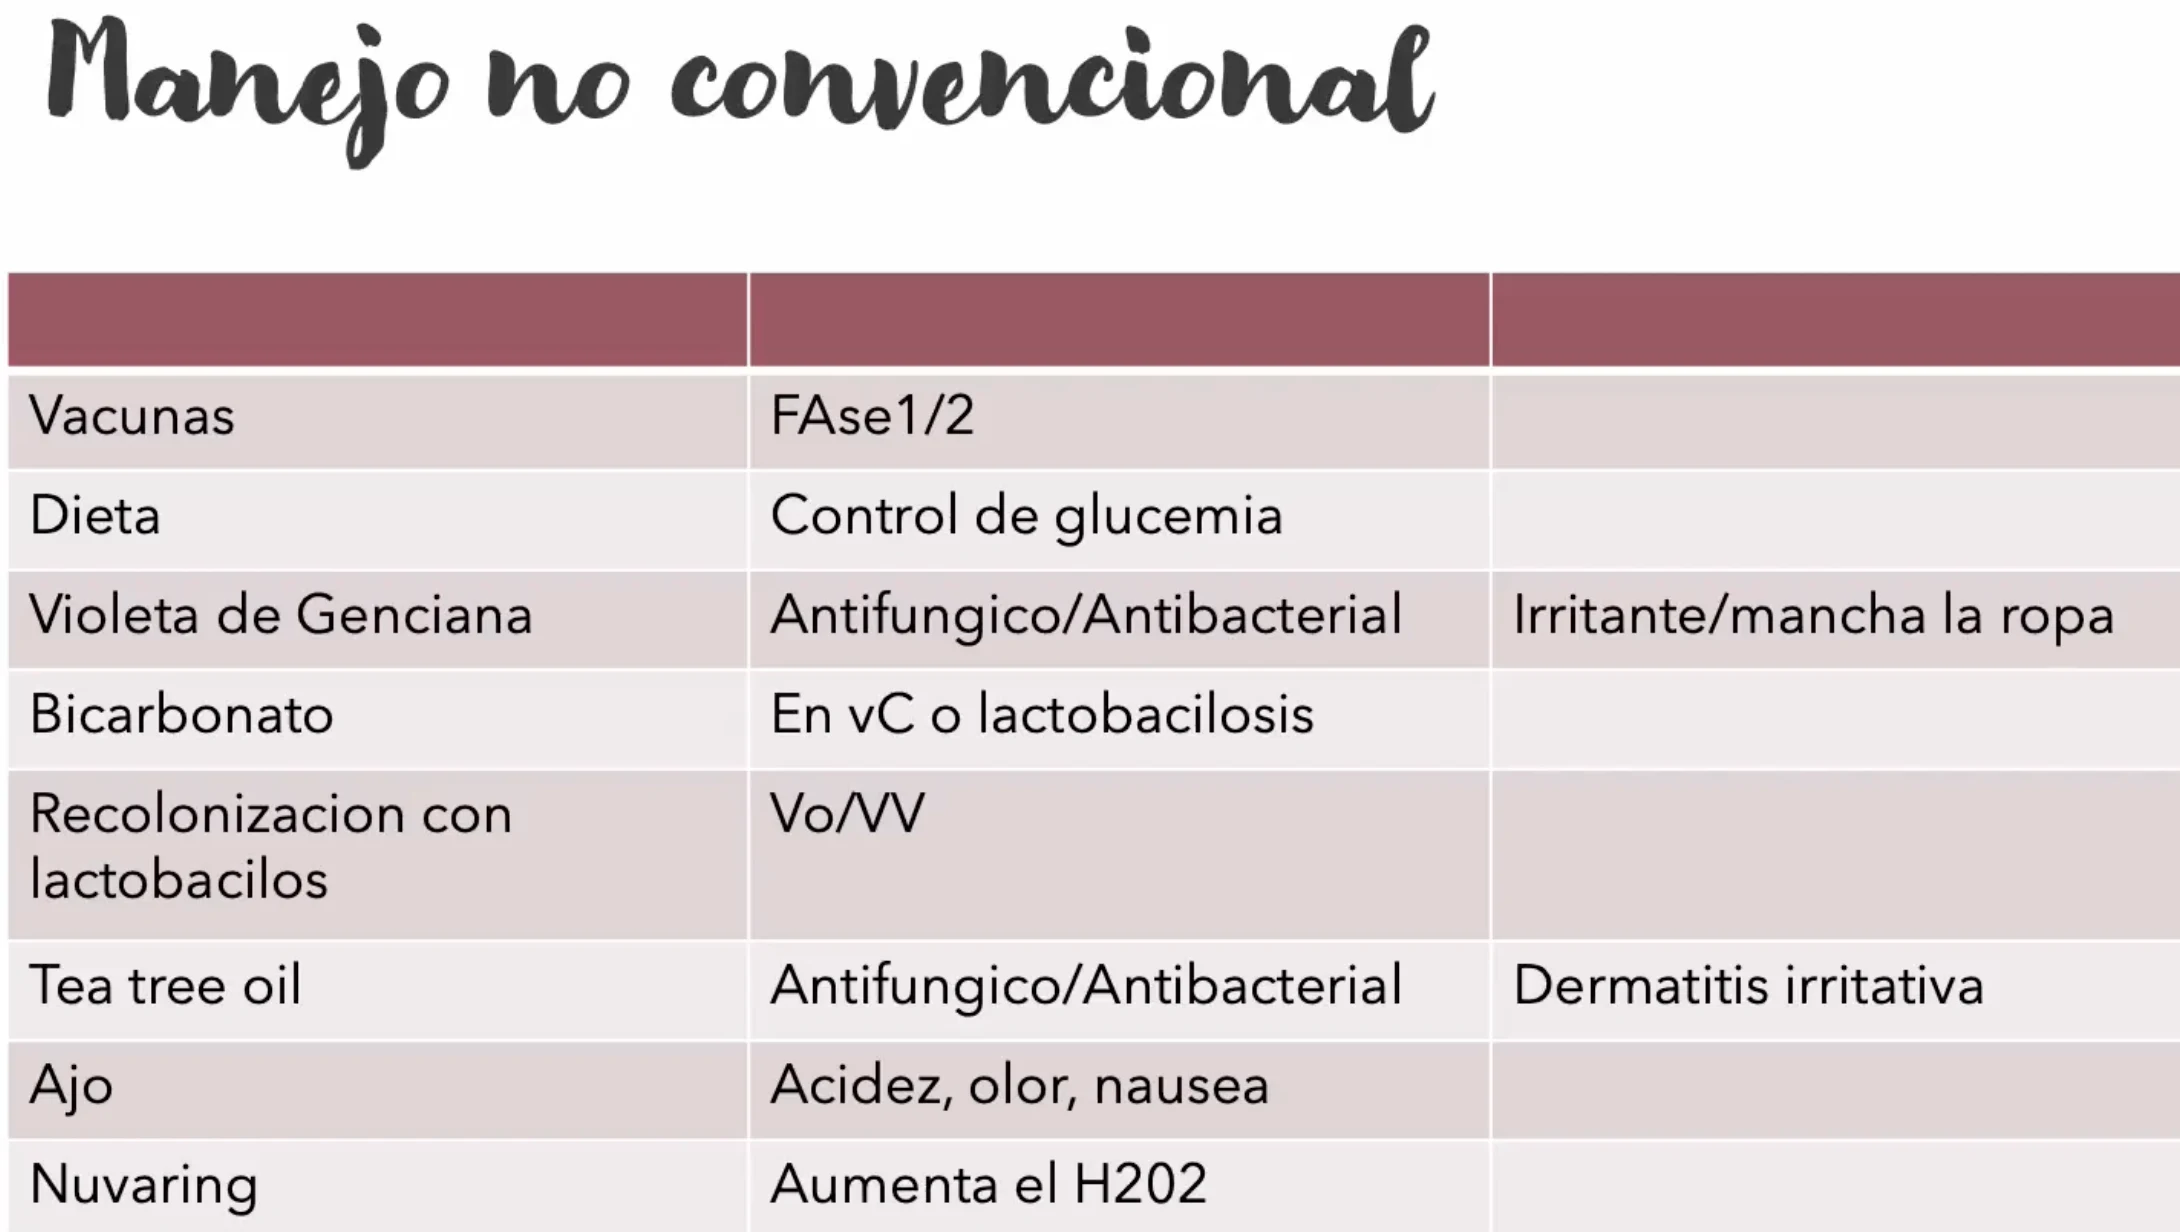 Manejo no convencional
Vacunas FAse1/2
Dieta Control de glucemia
Violeta de Genciana Antifungico/Antibacterial Irritante/mancha la ropa
Bicarbonato En vC o lactobacilosis
Recolonizacion con Vo/VV
lactobacilos
Tea tree oil Antifungico/Antibacterial Dermatitis irritativa
Ajo Acidez, olor, nausea
Nuvaring Aumenta el H202